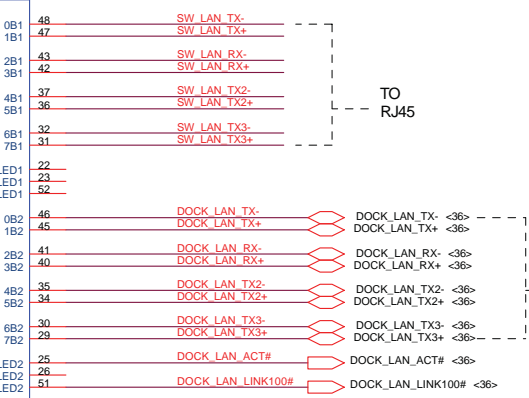 0B1 48 SW_LAN_TX-
1B1 47 SW_LAN_TX+
2B1 43 SW_LAN_RX-
3B1 42 SW_LAN_RX+
4B1 37 SW_LAN_TX2-
5B1 36 SW_LAN_TX2+
TO
RJ45
6B1 32 SW_LAN_TX3-
7B1 31 SW_LAN_TX3+
LED1 22
LED1 23
LED1 52
0B2 46 DOCK_LAN_TX- DOCK_LAN_TX- <36>
1B2 45 DOCK_LAN_TX+ DOCK_LAN_TX+ <36>
2B2 41 DOCK_LAN_RX- DOCK_LAN_RX- <36>
3B2 40 DOCK_LAN_RX+ DOCK_LAN_RX+ <36>
4B2 35 DOCK_LAN_TX2- DOCK_LAN_TX2- <36>
5B2 34 DOCK_LAN_TX2+ DOCK_LAN_TX2+ <36>
6B2 30 DOCK_LAN_TX3- DOCK_LAN_TX3- <36>
7B2 29 DOCK_LAN_TX3+ DOCK_LAN_TX3+ <36>
LED2 25 DOCK_LAN_ACT# DOCK_LAN_ACT# <36>
LED2 26
LED2 51 DOCK_LAN_LINK100# DOCK_LAN_LINK100# <36>